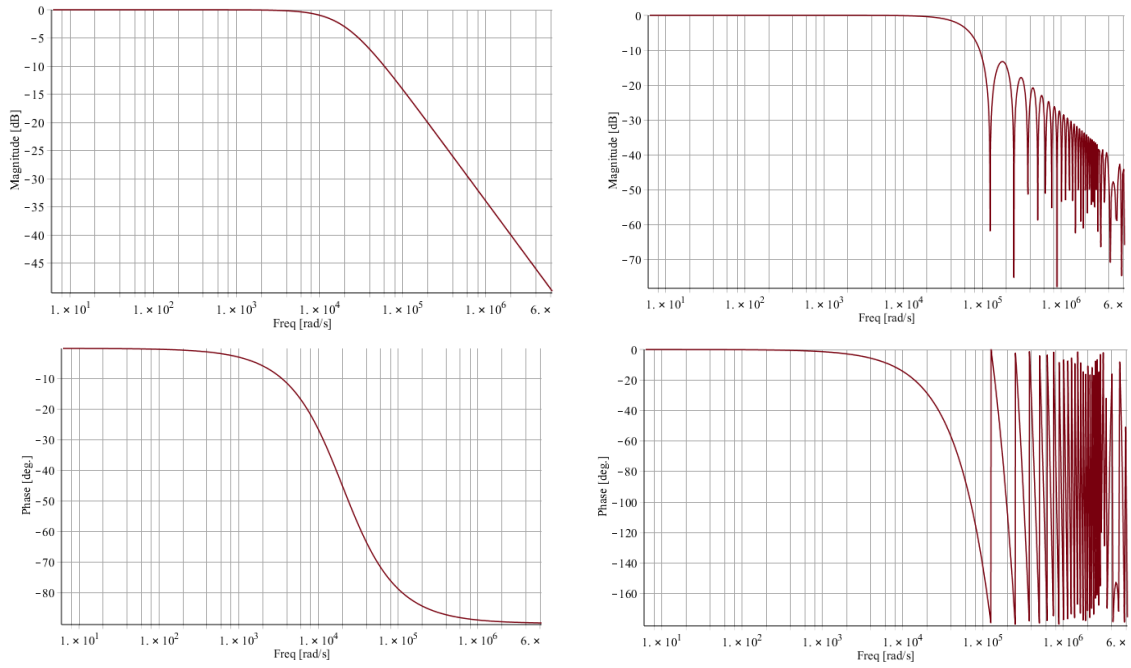 0
−5
−10
−15
−20
−25
−30
−35
−40
−45
Magnitude [dB]
1. × 10¹ 1. × 10² 1. × 10³ 1. × 10⁴ 1. × 10⁵ 1. × 10⁶ 6. ×
Freq [rad/s]
0
−10
−20
−30
−40
−50
−60
−70
Magnitude [dB]
1. × 10¹ 1. × 10² 1. × 10³ 1. × 10⁴ 1. × 10⁵ 1. × 10⁶ 6. ×
Freq [rad/s]
−10
−20
−30
−40
−50
−60
−70
−80
Phase [deg.]
1. × 10¹ 1. × 10² 1. × 10³ 1. × 10⁴ 1. × 10⁵ 1. × 10⁶ 6. ×
Freq [rad/s]
0
−20
−40
−60
−80
−100
−120
−140
−160
Phase [deg.]
1. × 10¹ 1. × 10² 1. × 10³ 1. × 10⁴ 1. × 10⁵ 1. × 10⁶ 6. ×
Freq [rad/s]